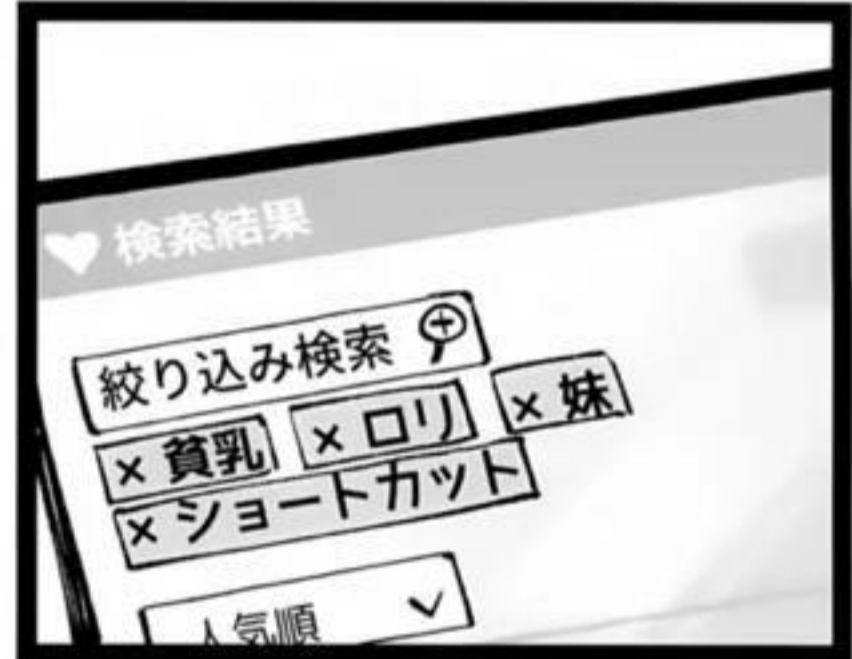 検索結果
絞り込み検索
× 貧乳 × ロリ × 妹
× ショートカット
人気順